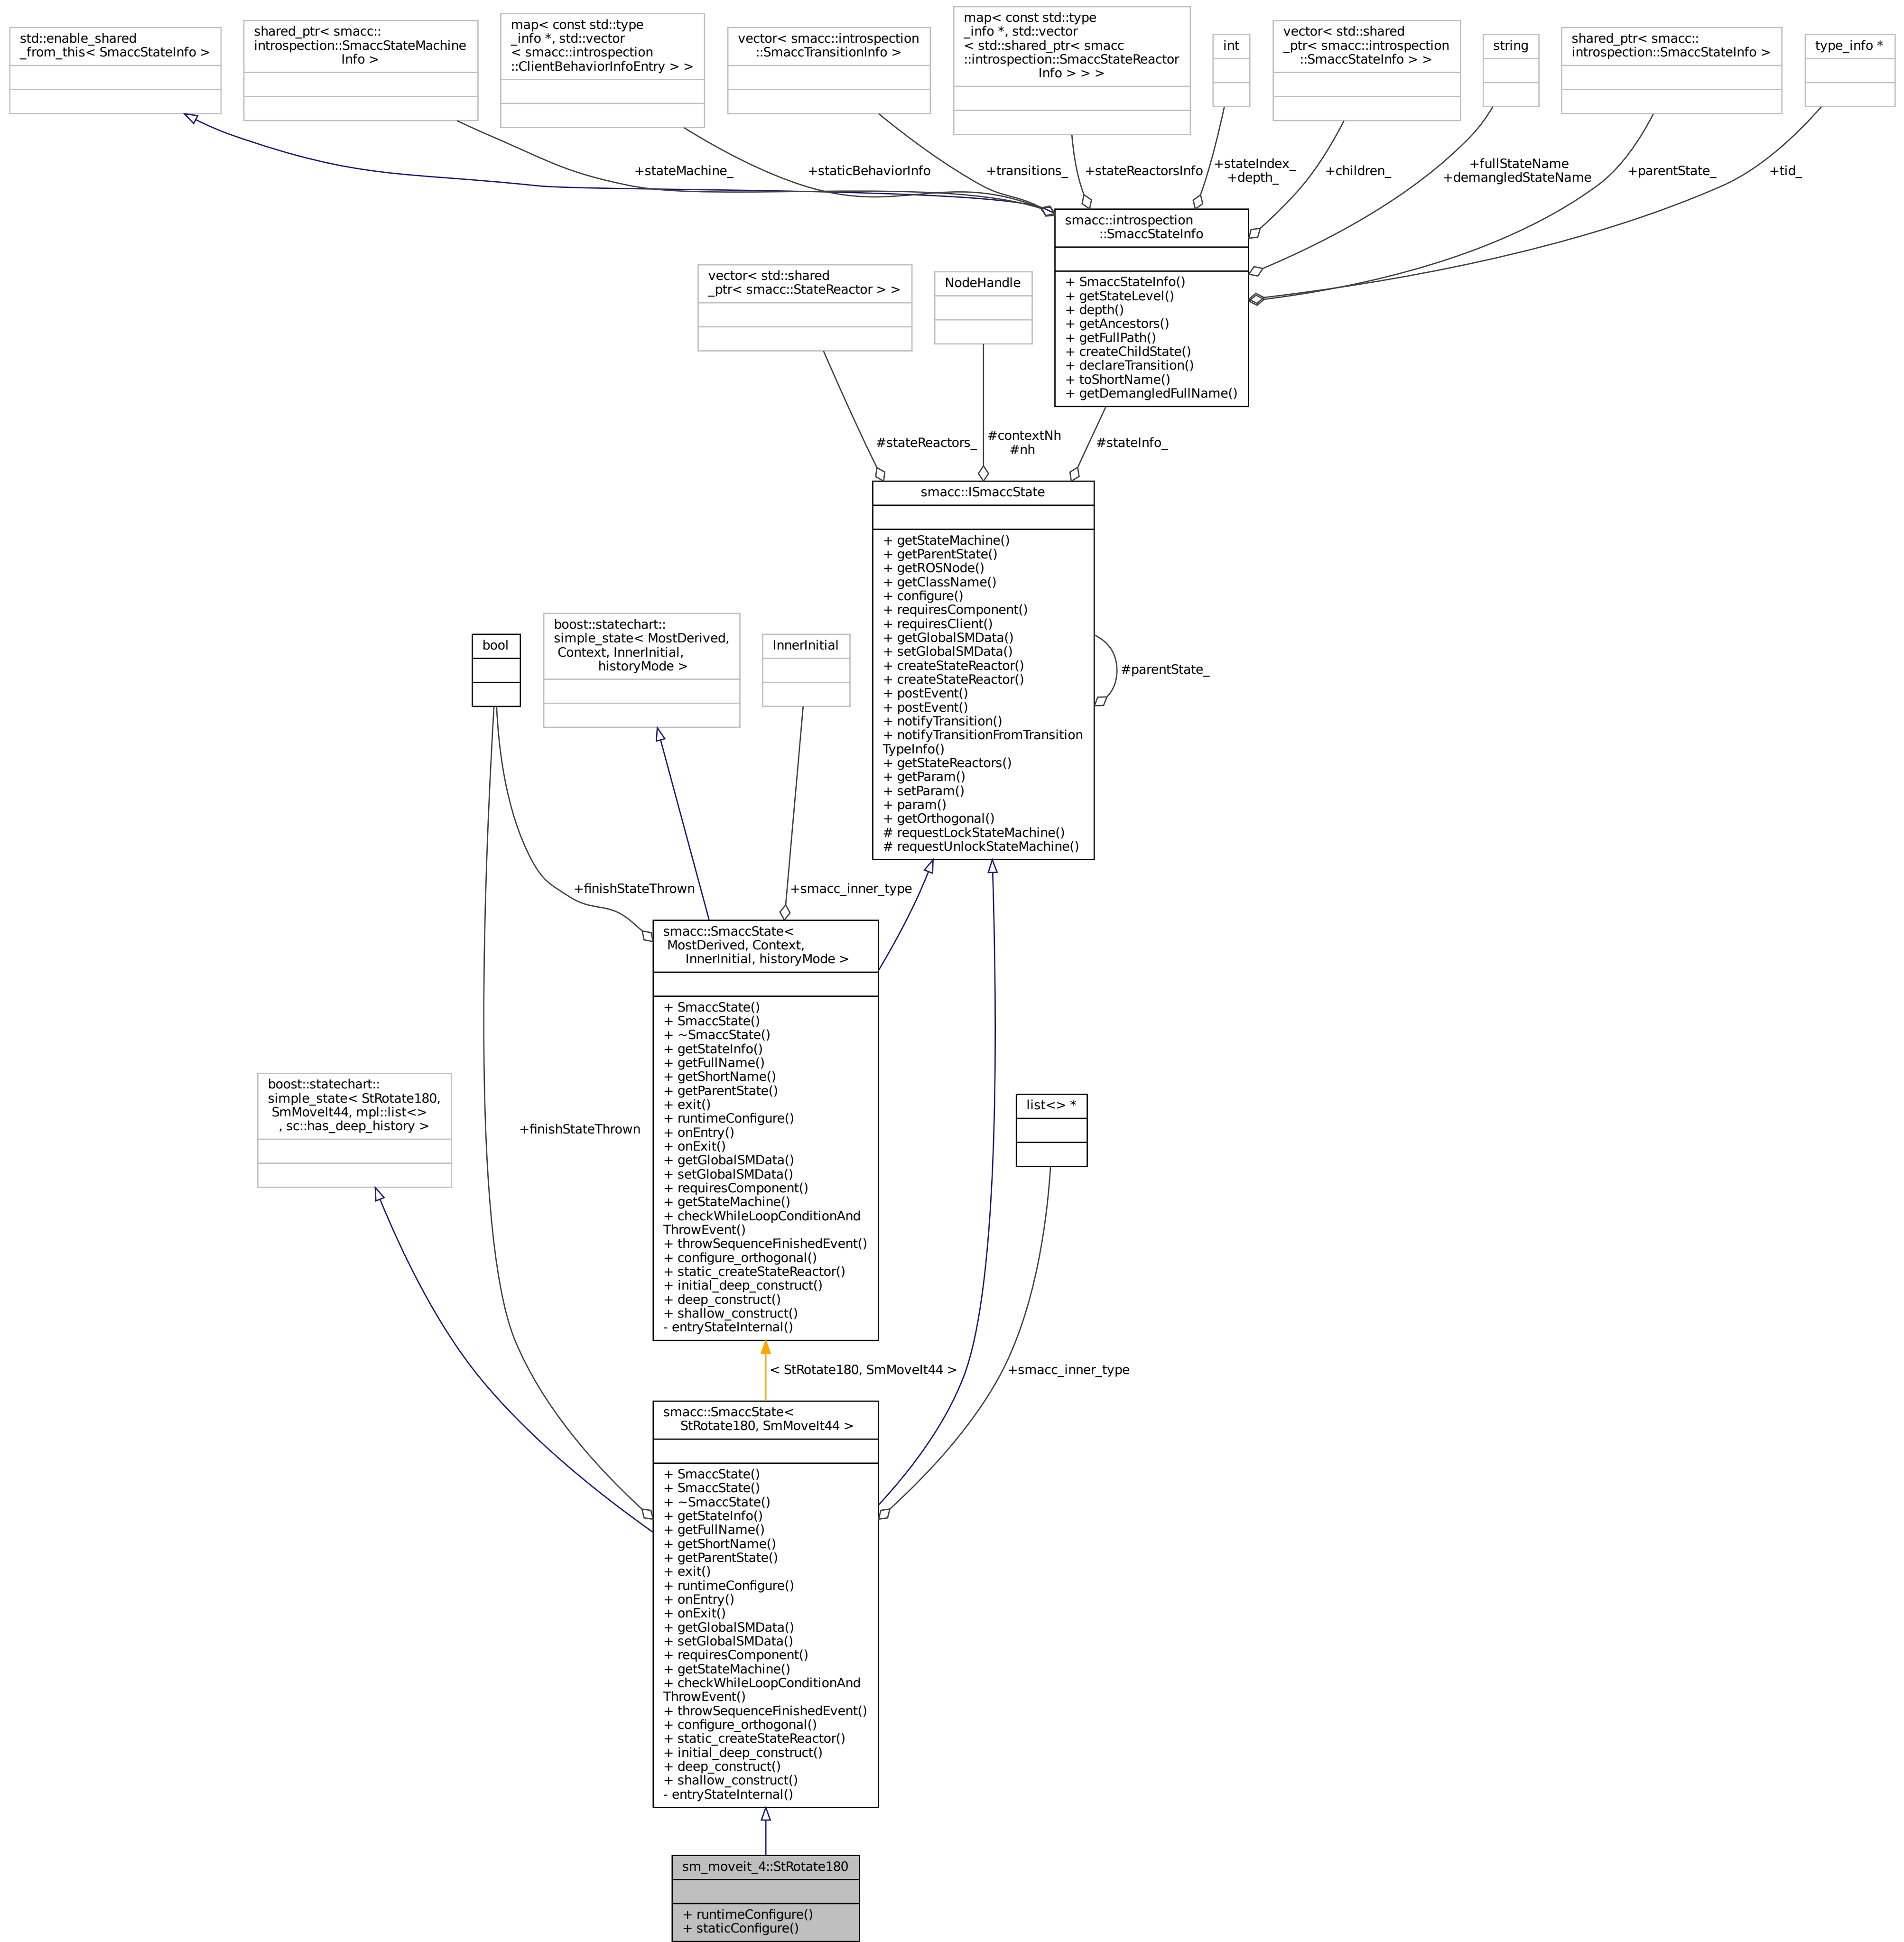 std::enable_shared
_from_this< SmaccStateInfo >
shared_ptr< smacc::
introspection::SmaccStateMachine
Info >
map< const std::type
_info *, std::vector
< smacc::introspection
::ClientBehaviorInfoEntry > >
vector< smacc::introspection
::SmaccTransitionInfo >
map< const std::type
_info *, std::vector
< std::shared_ptr< smacc
::introspection::SmaccStateReactor
Info > > >
int
vector< std::shared
_ptr< smacc::introspection
::SmaccStateInfo > >
string
shared_ptr< smacc::
introspection::SmaccStateInfo >
type_info *
+stateMachine_
+staticBehaviorInfo
+transitions_
+stateReactorsInfo
+stateIndex_
+depth_
+children_
+fullStateName
+demangledStateName
+parentState_
+tid_
smacc::introspection
::SmaccStateInfo
+ SmaccStateInfo()
+ getStateLevel()
+ depth()
+ getAncestors()
+ getFullPath()
+ createChildState()
+ declareTransition()
+ toShortName()
+ getDemangledFullName()
vector< std::shared
_ptr< smacc::StateReactor > >
NodeHandle
#stateReactors_
#contextNh
#nh
#stateInfo_
smacc::ISmaccState
+ getStateMachine()
+ getParentState()
+ getROSNode()
+ getClassName()
+ configure()
+ requiresComponent()
+ requiresClient()
+ getGlobalSMData()
+ setGlobalSMData()
+ createStateReactor()
+ createStateReactor()
+ postEvent()
+ postEvent()
+ notifyTransition()
+ notifyTransitionFromTransition
TypeInfo()
+ getStateReactors()
+ getParam()
+ setParam()
+ param()
+ getOrthogonal()
# requestLockStateMachine()
# requestUnlockStateMachine()
#parentState_
bool
boost::statechart::
simple_state< MostDerived,
Context, InnerInitial,
historyMode >
InnerInitial
+finishStateThrown
+smacc_inner_type
smacc::SmaccState<
MostDerived, Context,
InnerInitial, historyMode >
+ SmaccState()
+ SmaccState()
+ ~SmaccState()
+ getStateInfo()
+ getFullName()
+ getShortName()
+ getParentState()
+ exit()
+ runtimeConfigure()
+ onEntry()
+ onExit()
+ getGlobalSMData()
+ setGlobalSMData()
+ requiresComponent()
+ getStateMachine()
+ checkWhileLoopConditionAnd
ThrowEvent()
+ throwSequenceFinishedEvent()
+ configure_orthogonal()
+ static_createStateReactor()
+ initial_deep_construct()
+ deep_construct()
+ shallow_construct()
- entryStateInternal()
boost::statechart::
simple_state< StRotate180,
SmMoveIt44, mpl::list<>
, sc::has_deep_history >
+finishStateThrown
list<> *
< StRotate180, SmMoveIt44 >
+smacc_inner_type
smacc::SmaccState<
StRotate180, SmMoveIt44 >
+ SmaccState()
+ SmaccState()
+ ~SmaccState()
+ getStateInfo()
+ getFullName()
+ getShortName()
+ getParentState()
+ exit()
+ runtimeConfigure()
+ onEntry()
+ onExit()
+ getGlobalSMData()
+ setGlobalSMData()
+ requiresComponent()
+ getStateMachine()
+ checkWhileLoopConditionAnd
ThrowEvent()
+ throwSequenceFinishedEvent()
+ configure_orthogonal()
+ static_createStateReactor()
+ initial_deep_construct()
+ deep_construct()
+ shallow_construct()
- entryStateInternal()
sm_moveit_4::StRotate180
+ runtimeConfigure()
+ staticConfigure()